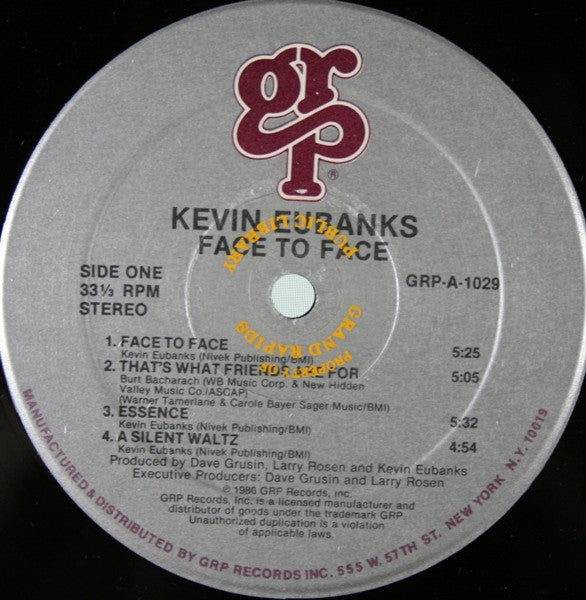 grp
®
KEVIN EUBANKS
FACE TO FACE
SIDE ONE
33⅓ RPM
STEREO
GRP-A-1029
PROPERTY OF
GRAND RAPIDS
PUBLIC LIBRARY
1. FACE TO FACE
Kevin Eubanks (Nivek Publishing/BMI) 5:25
2. THAT'S WHAT FRIENDS ARE FOR 5:05
Burt Bacharach (WB Music Corp. & New Hidden
Valley Music Co./ASCAP)
(Warner Tamerlane & Carole Bayer Sager Music/BMI)
3. ESSENCE 5:32
Kevin Eubanks (Nivek Publishing/BMI)
4. A SILENT WALTZ 4:54
Kevin Eubanks (Nivek Publishing/BMI)
Produced by Dave Grusin, Larry Rosen and Kevin Eubanks
Executive Producers: Dave Grusin and Larry Rosen
℗ 1986 GRP Records, Inc.
GRP Records, Inc. is a licensed manufacturer and
distributor of goods under the trademark GRP.
Unauthorized duplication is a violation
of applicable laws.
MANUFACTURED & DISTRIBUTED BY GRP RECORDS INC. 555 W. 57TH ST. NEW YORK N.Y. 10019